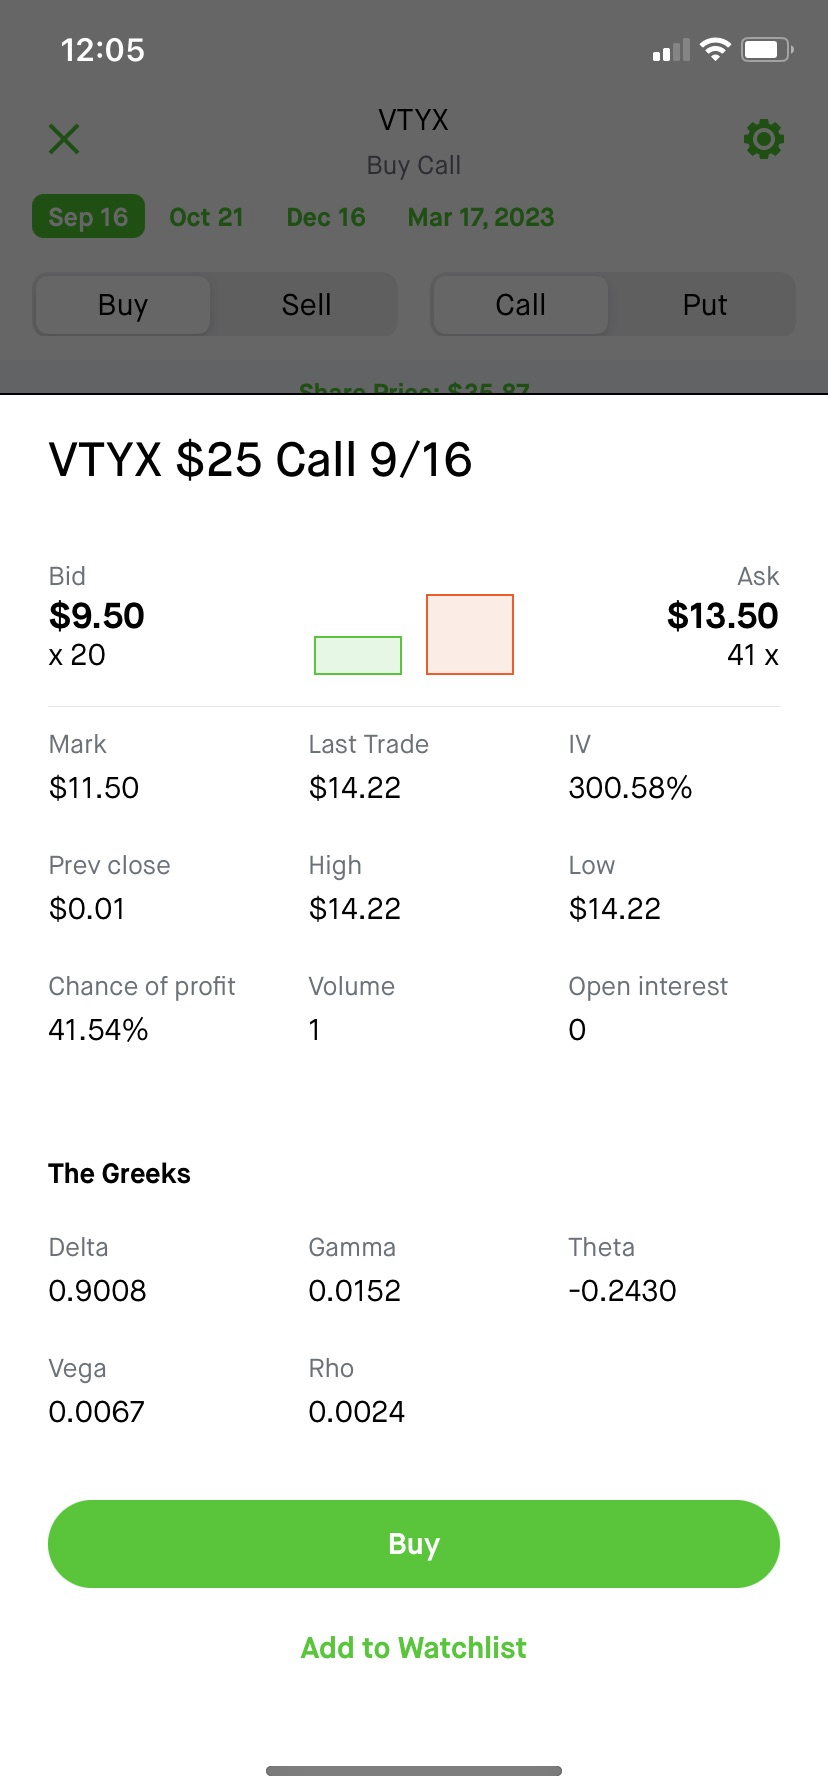 12:05
VTYX
Buy Call
Sep 16 Oct 21 Dec 16 Mar 17, 2023
Buy Sell Call Put
Share Price: $35.87
VTYX $25 Call 9/16
Bid Ask
$9.50 $13.50
x 20 41 x
Mark Last Trade IV
$11.50 $14.22 300.58%
Prev close High Low
$0.01 $14.22 $14.22
Chance of profit Volume Open interest
41.54% 1 0
The Greeks
Delta Gamma Theta
0.9008 0.0152 -0.2430
Vega Rho
0.0067 0.0024
Buy
Add to Watchlist